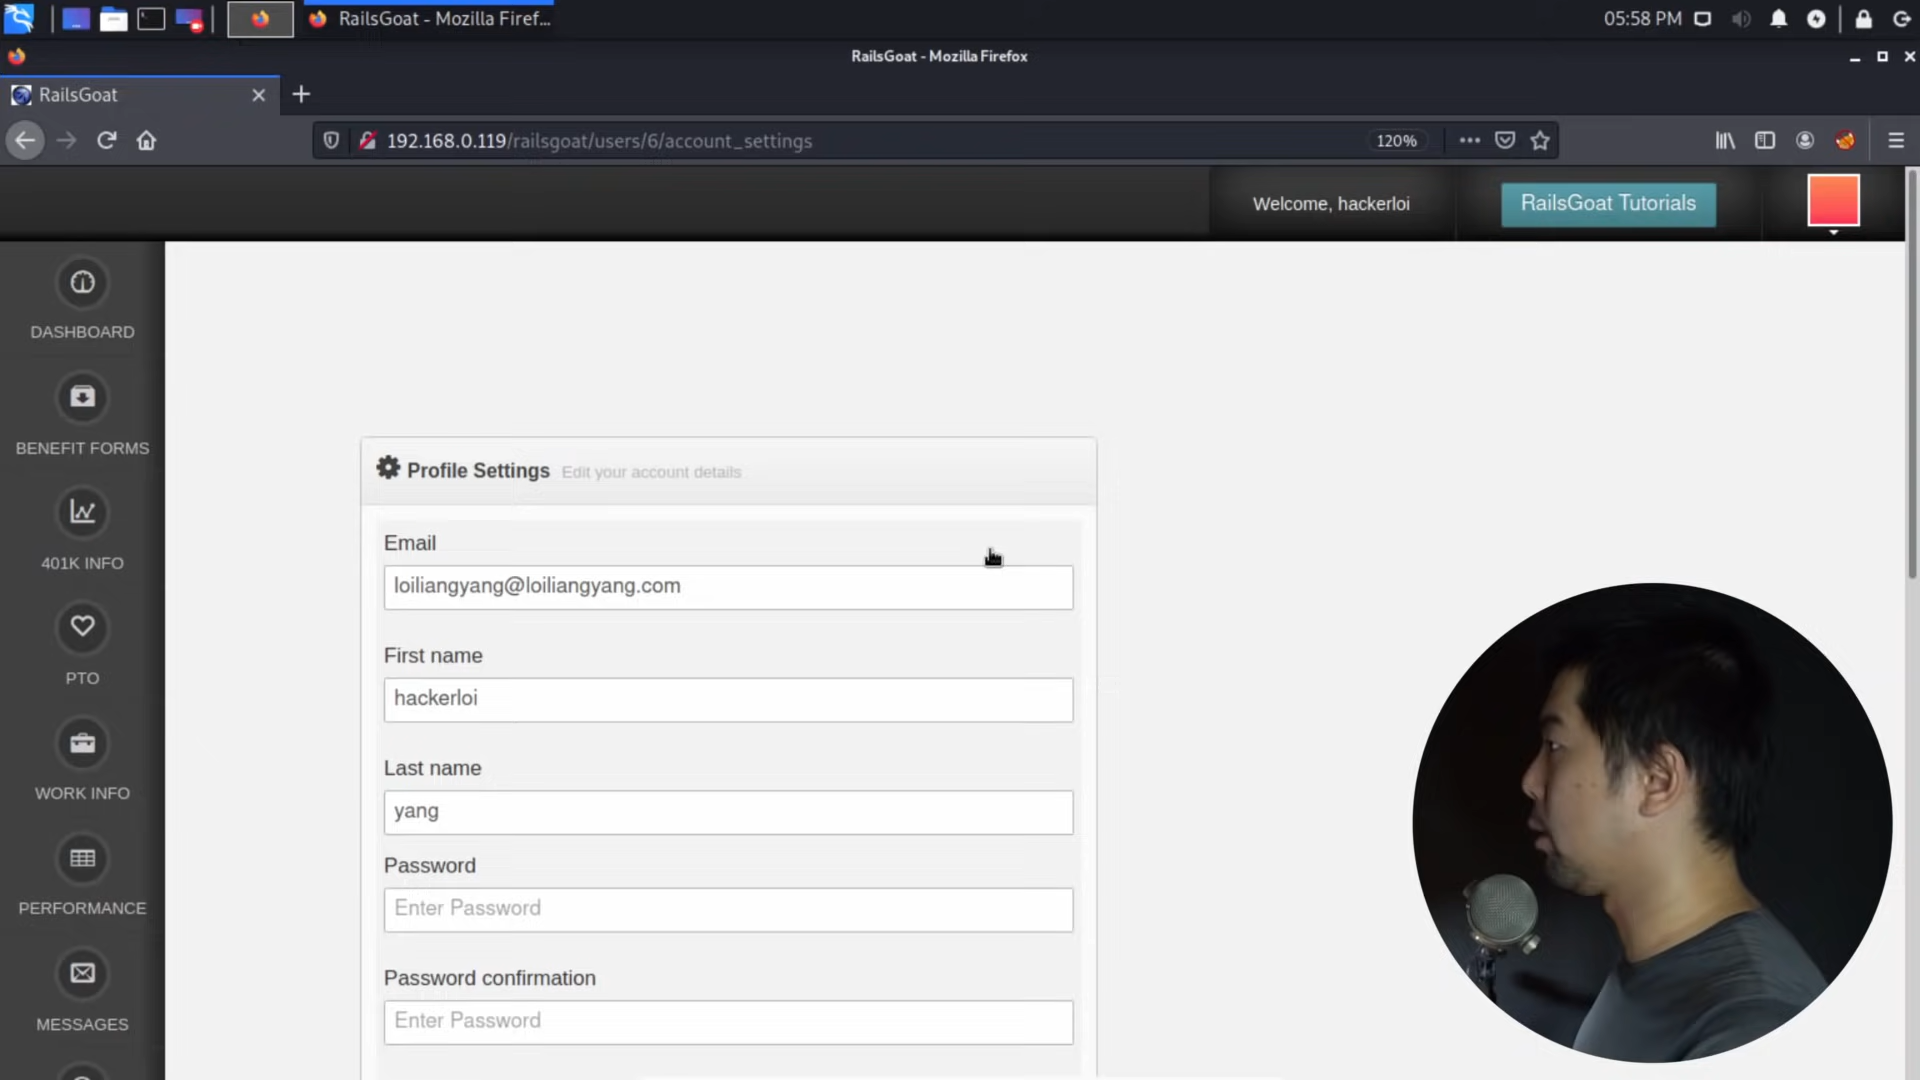 RailsGoat - Mozilla Firef...
05:58 PM
RailsGoat - Mozilla Firefox
RailsGoat
192.168.0.119/railsgoat/users/6/account_settings
120%
Welcome, hackerloi
RailsGoat Tutorials
DASHBOARD
BENEFIT FORMS
401K INFO
PTO
WORK INFO
PERFORMANCE
MESSAGES
Profile Settings Edit your account details
Email
loiliangyang@loiliangyang.com
First name
hackerloi
Last name
yang
Password
Enter Password
Password confirmation
Enter Password